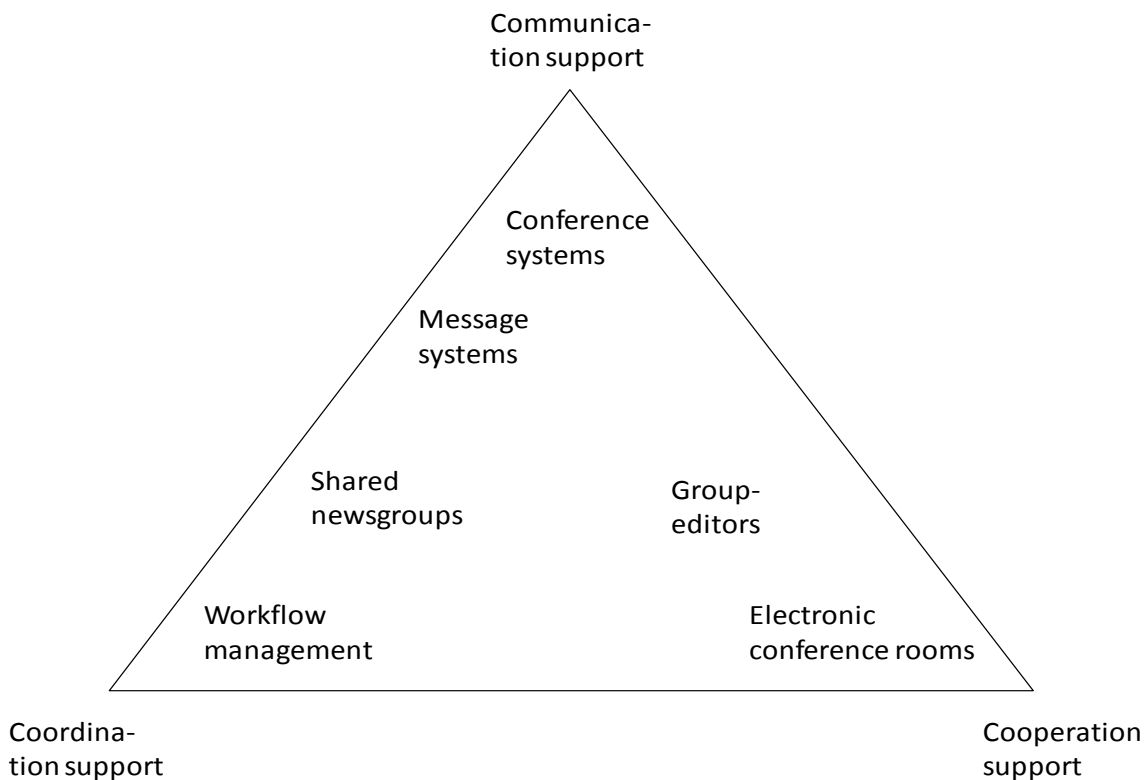 Communica-
tion support
Conference
systems
Message
systems
Shared
newsgroups
Group-
editors
Workflow
management
Electronic
conference rooms
Coordina-
tion support
Cooperation
support